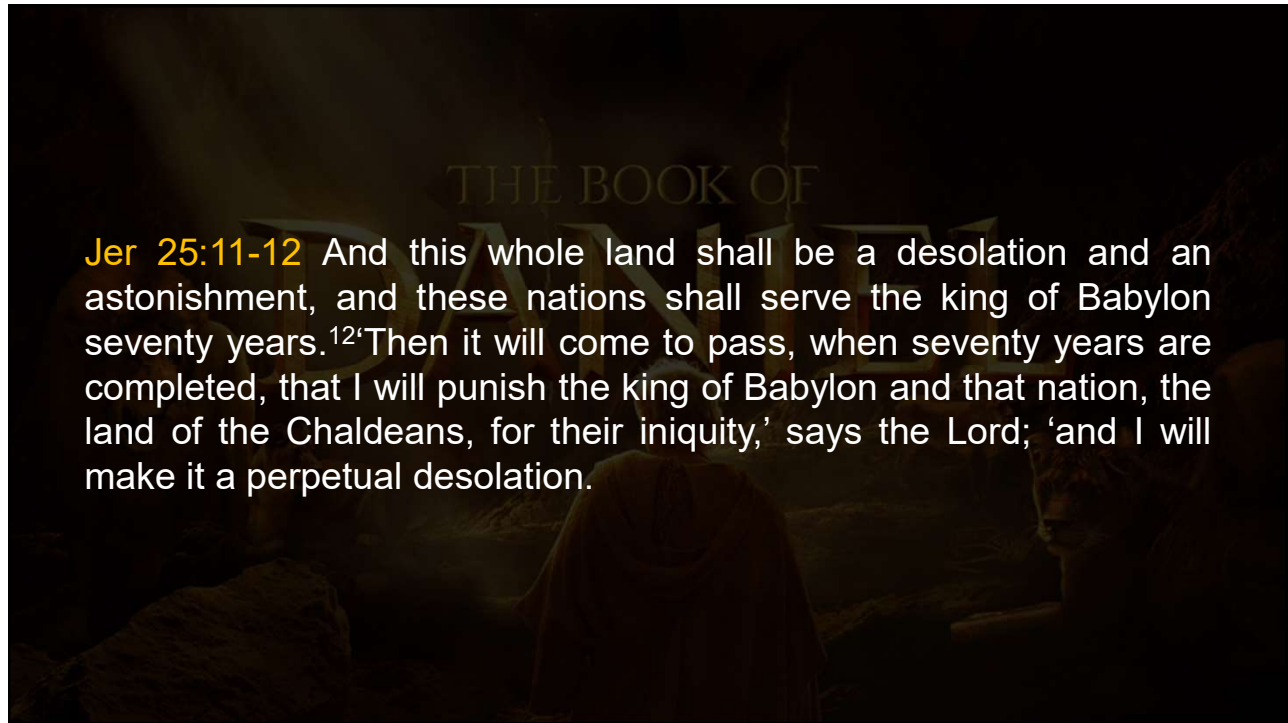 THE BOOK OF
DANIEL
Jer 25:11-12 And this whole land shall be a desolation and an
astonishment, and these nations shall serve the king of Babylon
seventy years.¹²‘Then it will come to pass, when seventy years are
completed, that I will punish the king of Babylon and that nation, the
land of the Chaldeans, for their iniquity,’ says the Lord; ‘and I will
make it a perpetual desolation.